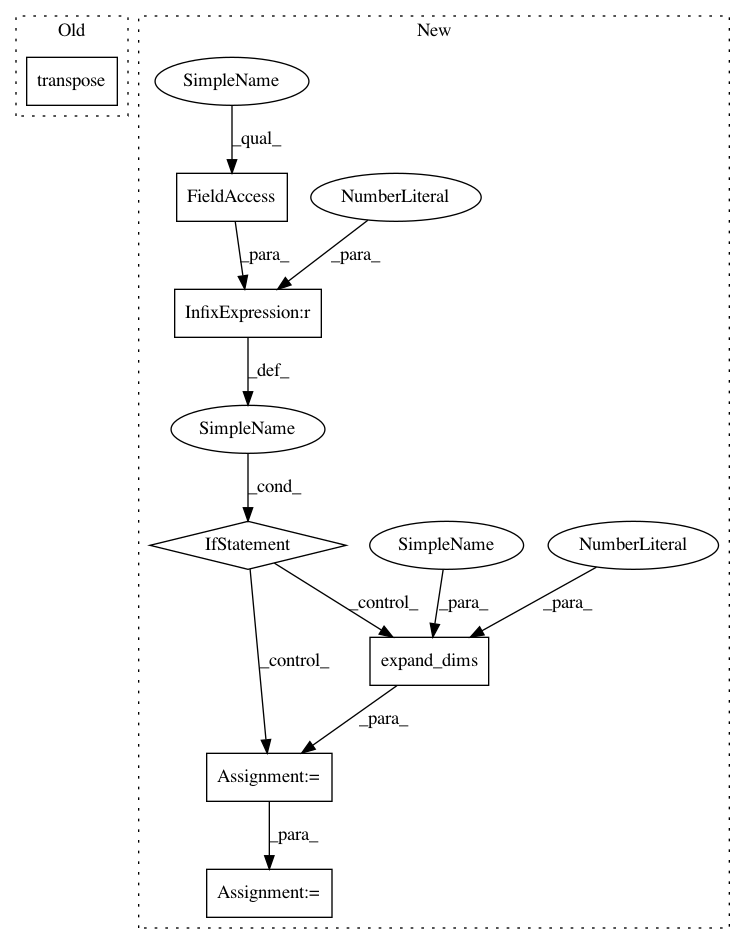 Old
New
transpose
SimpleName
_qual_
FieldAccess
NumberLiteral
_para_
_para_
InfixExpression:r
_def_
SimpleName
_cond_
IfStatement
SimpleName
NumberLiteral
_control_
_para_
_para_
_control_
expand_dims
_para_
Assignment:=
_para_
Assignment:=